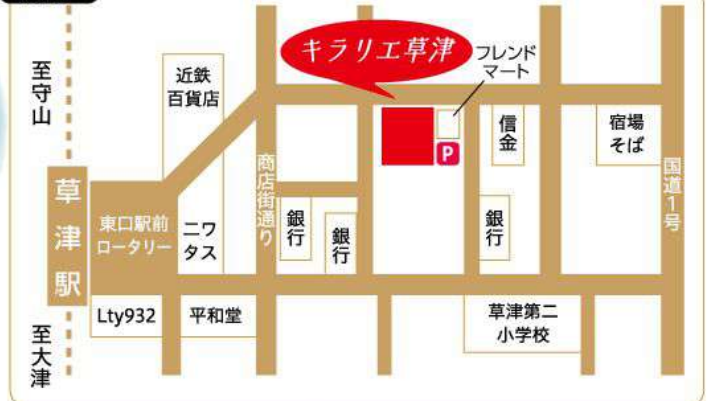 至守山
近鉄
百貨店
キラリエ草津
フレンド
マート
P
信金
宿場
そば
国道1号
草津駅
東口駅前
ロータリー
ニワ
タス
商店街通り
銀行
銀行
銀行
Lty932
平和堂
草津第二
小学校
至大津